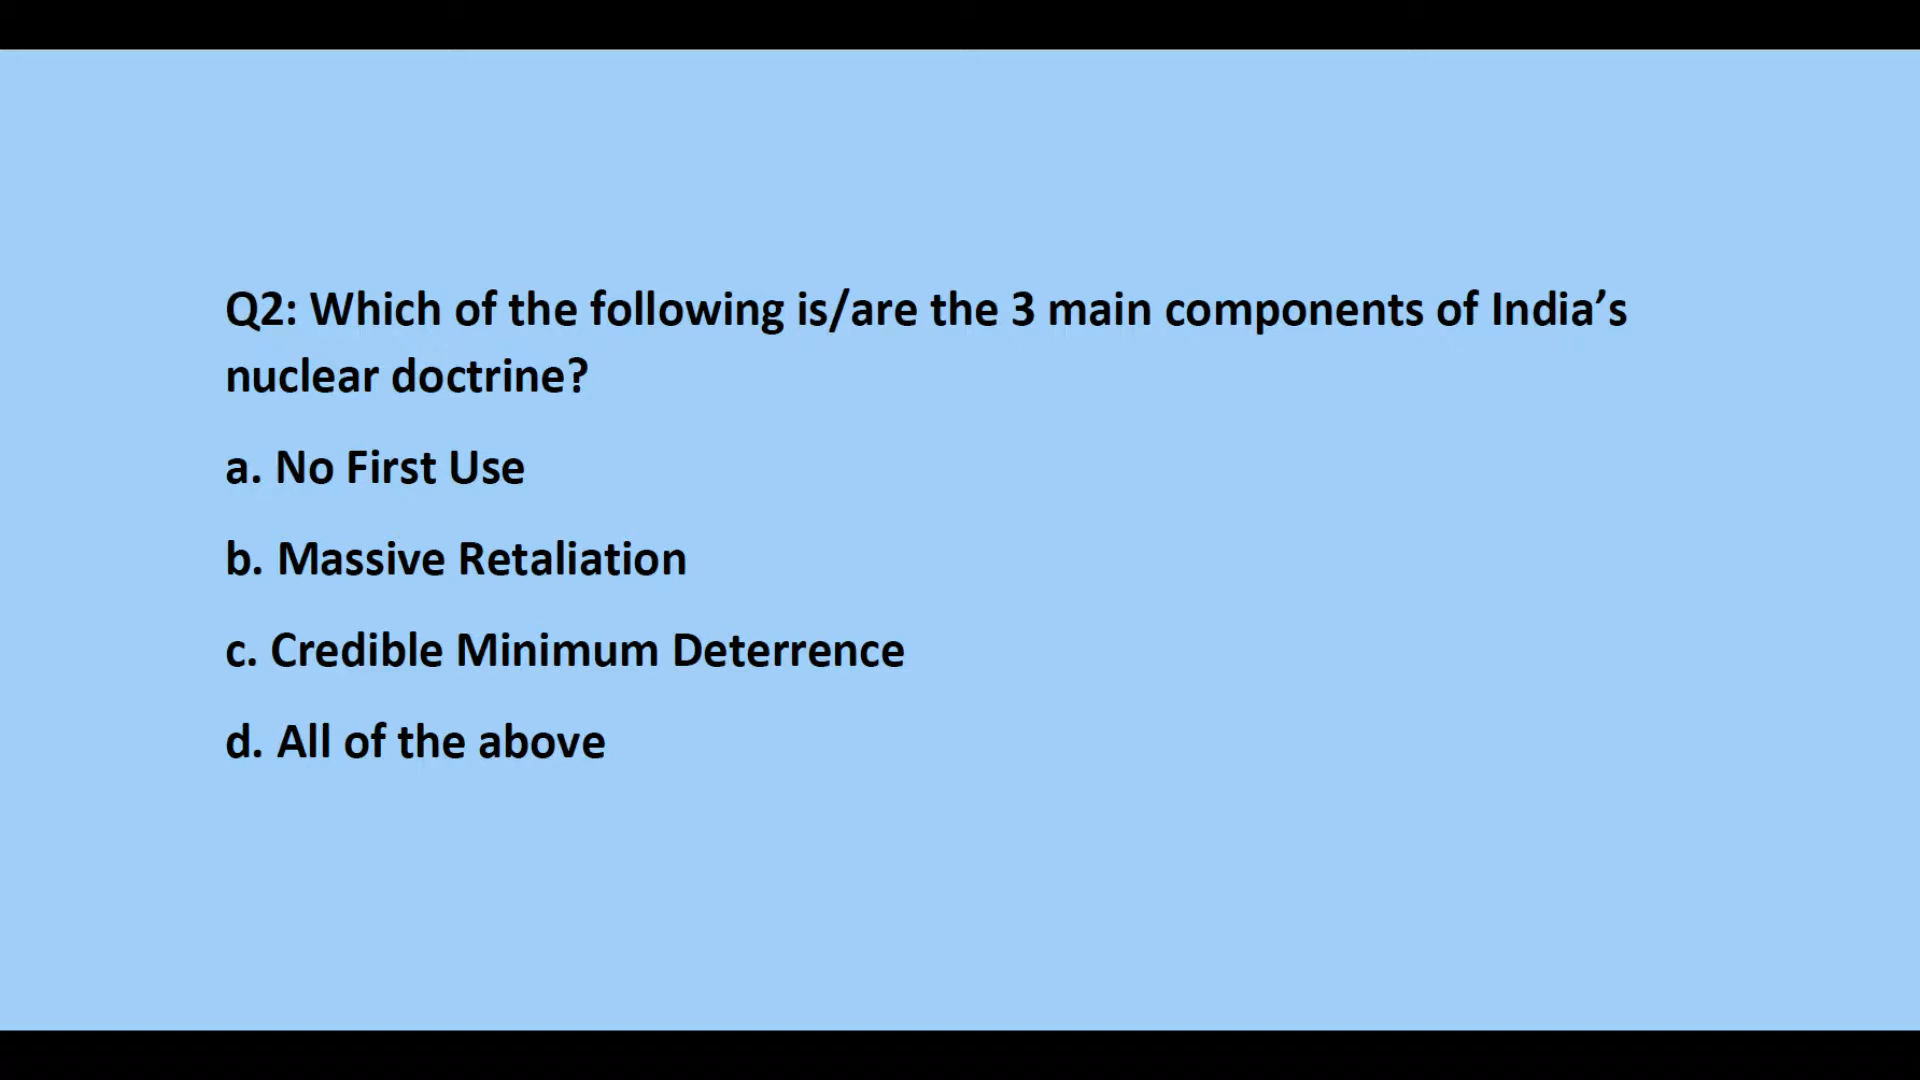 Q2: Which of the following is/are the 3 main components of India’s
nuclear doctrine?
a. No First Use
b. Massive Retaliation
c. Credible Minimum Deterrence
d. All of the above